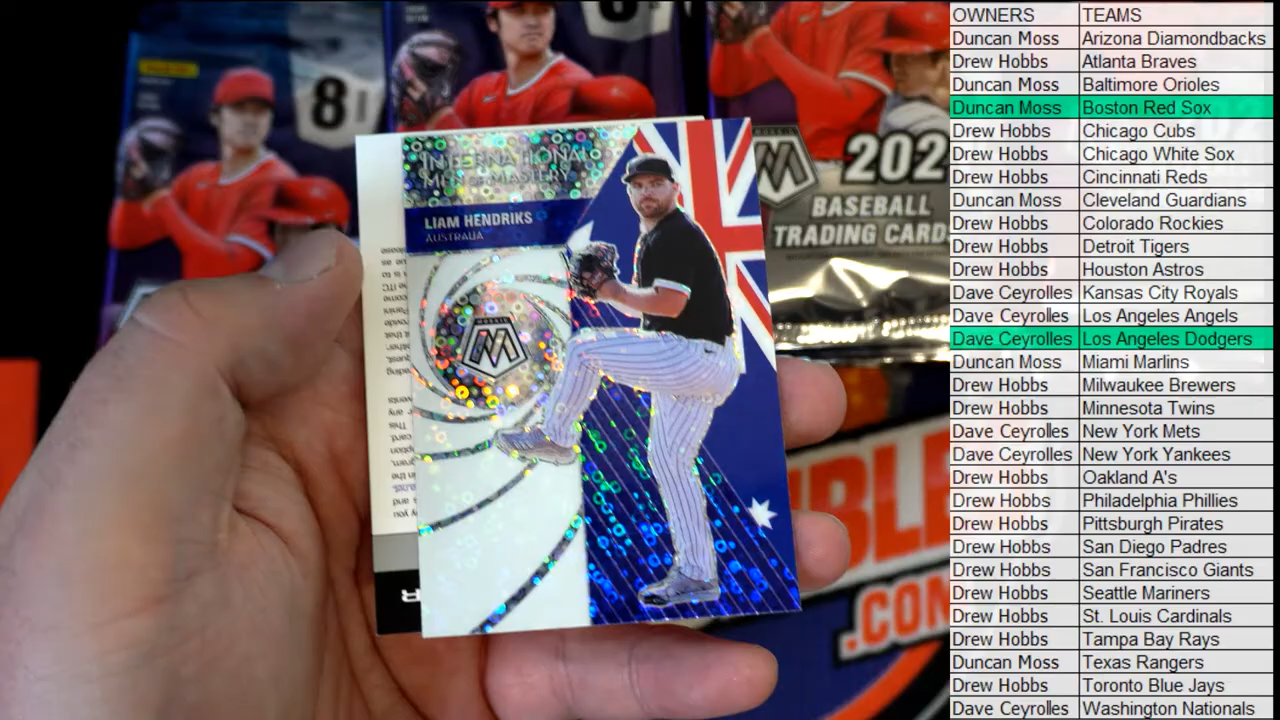 8
INTERNATIONAL
MEN OF MASTERY
LIAM HENDRIKS
AUSTRALIA
MOSAIC
M
202
BASEBALL
TRADING CARD
IBLE
.CON
OWNERS TEAMS
Duncan Moss Arizona Diamondbacks
Drew Hobbs Atlanta Braves
Duncan Moss Baltimore Orioles
Duncan Moss Boston Red Sox
Drew Hobbs Chicago Cubs
Drew Hobbs Chicago White Sox
Drew Hobbs Cincinnati Reds
Duncan Moss Cleveland Guardians
Drew Hobbs Colorado Rockies
Drew Hobbs Detroit Tigers
Drew Hobbs Houston Astros
Dave Ceyrolles Kansas City Royals
Dave Ceyrolles Los Angeles Angels
Dave Ceyrolles Los Angeles Dodgers
Duncan Moss Miami Marlins
Drew Hobbs Milwaukee Brewers
Drew Hobbs Minnesota Twins
Dave Ceyrolles New York Mets
Dave Ceyrolles New York Yankees
Drew Hobbs Oakland A's
Drew Hobbs Philadelphia Phillies
Drew Hobbs Pittsburgh Pirates
Drew Hobbs San Diego Padres
Drew Hobbs San Francisco Giants
Drew Hobbs Seattle Mariners
Drew Hobbs St. Louis Cardinals
Drew Hobbs Tampa Bay Rays
Duncan Moss Texas Rangers
Drew Hobbs Toronto Blue Jays
Dave Ceyrolles Washington Nationals